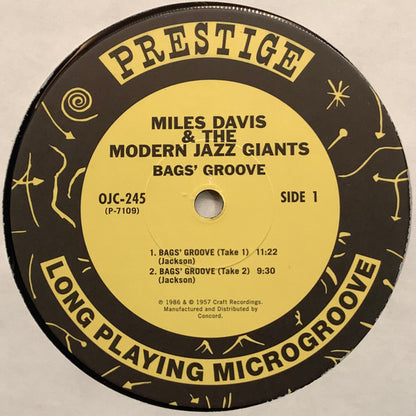 PRESTIGE
MILES DAVIS
& THE
MODERN JAZZ GIANTS
BAGS' GROOVE
OJC-245
(P-7109)
SIDE 1
1. BAGS' GROOVE (Take 1) 11:22
(Jackson)
2. BAGS' GROOVE (Take 2) 9:30
(Jackson)
℗ 1986 & © 1957 Craft Recordings.
Manufactured and Distributed by
Concord.
LONG PLAYING MICROGROOVE